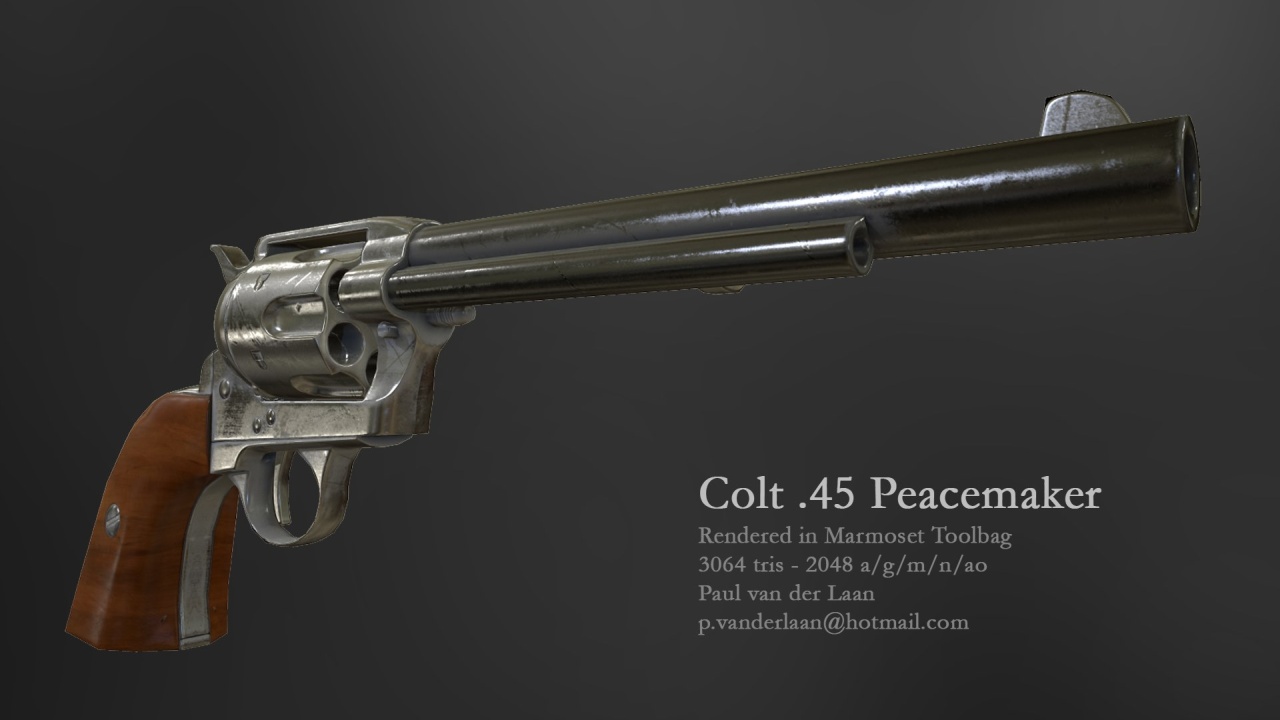 Colt .45 Peacemaker
Rendered in Marmoset Toolbag
3064 tris - 2048 a/g/m/n/ao
Paul van der Laan
p.vanderlaan@hotmail.com